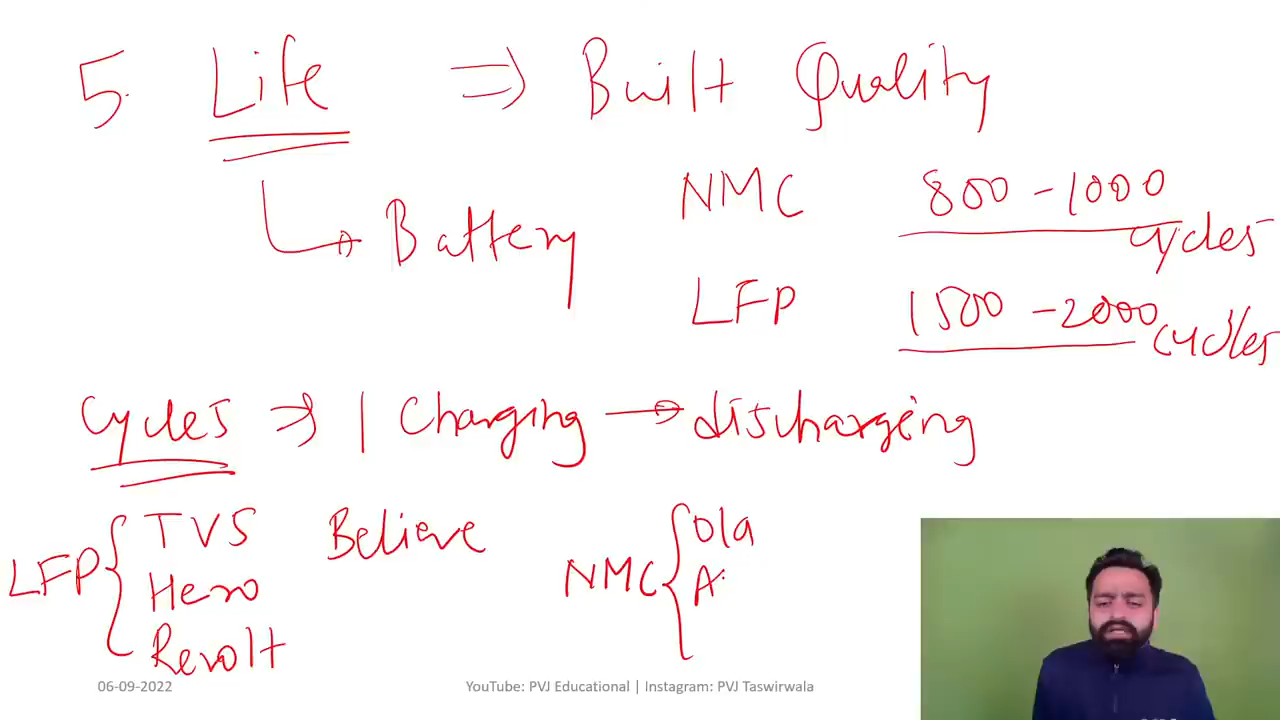 5. Life ⇒ Built Quality
NMC 800 - 1000 cycles
↳ Battery
LFP 1500 - 2000 cycles
Cycles ⇒ 1 Charging → discharging
LFP { TVS Believe
Hero
Revolt
NMC { Ola
A
06-09-2022
YouTube: PVJ Educational | Instagram: PVJ Taswirwala